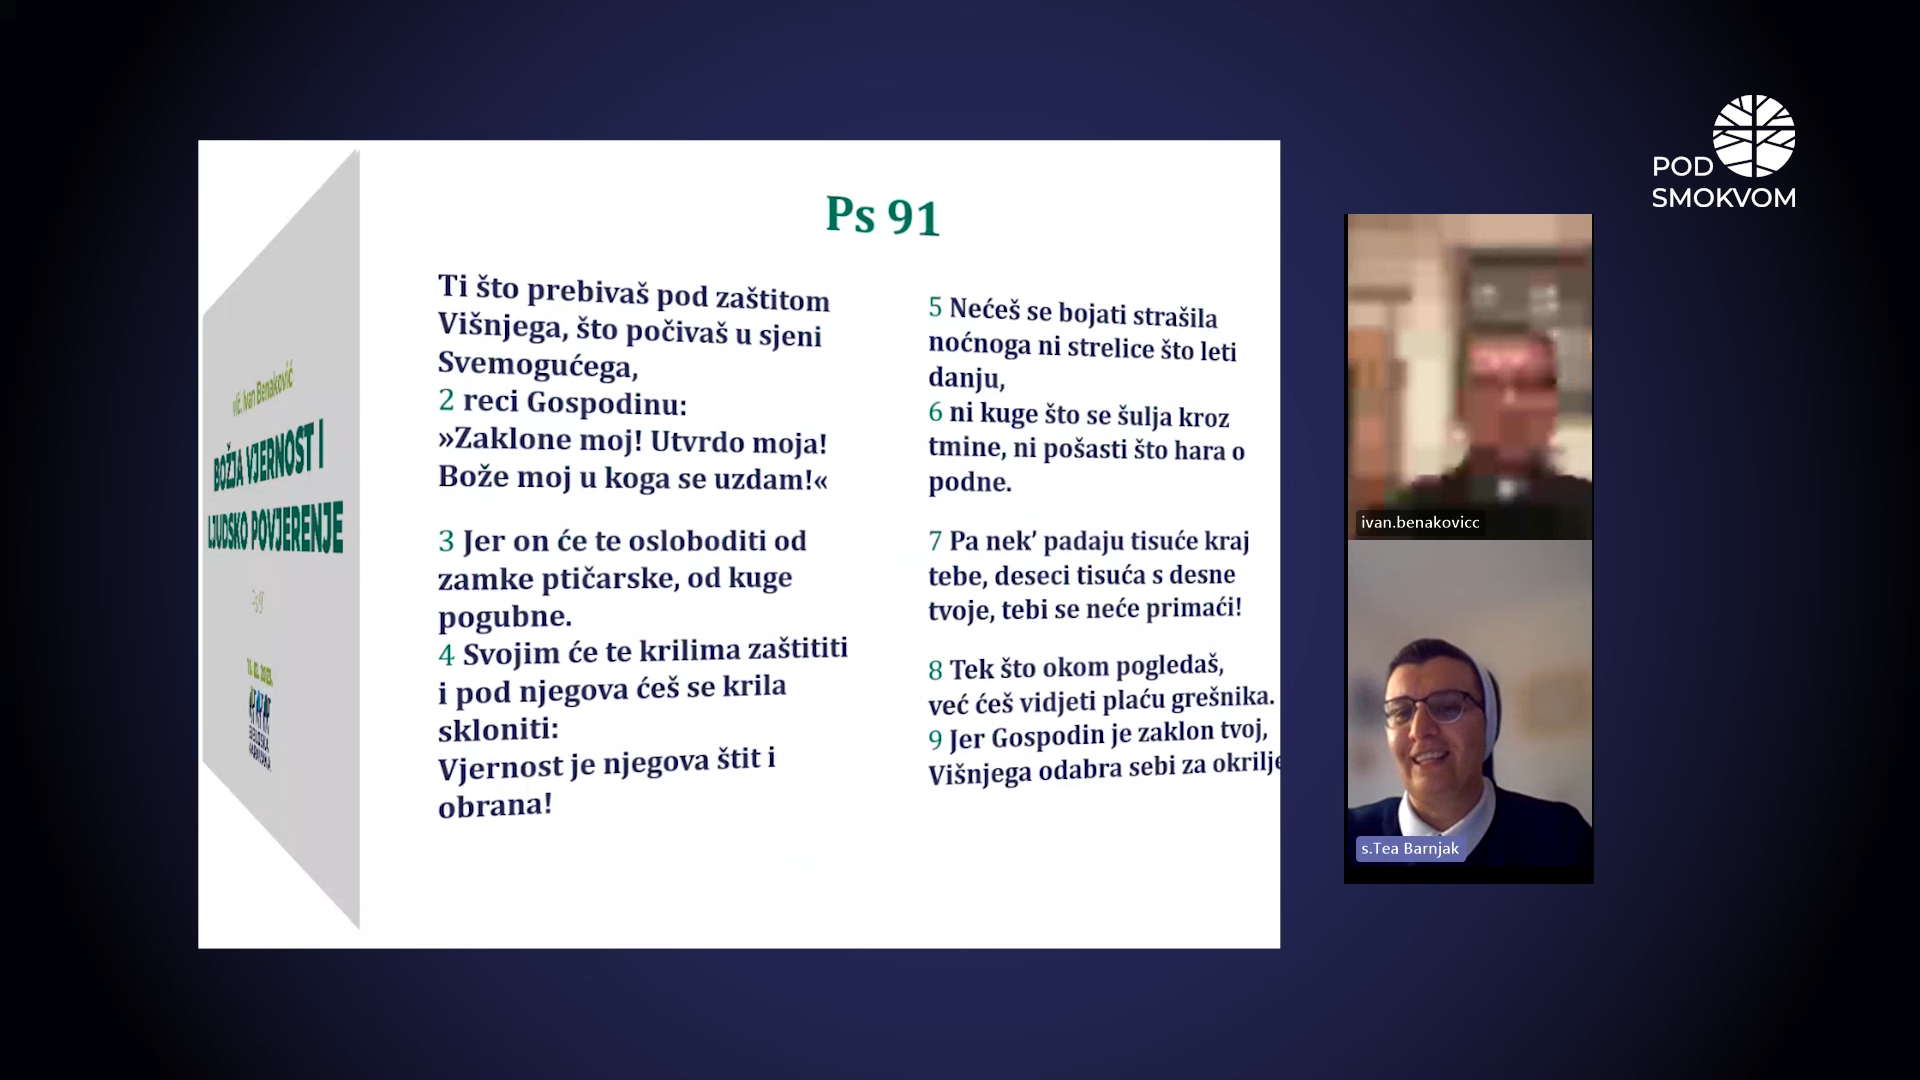 POD
SMOKVOM
vlč. Ivan Benaković
BOŽJA VJERNOST I
LJUDSKO POVJERENJE
Ps 91
Ti što prebivaš pod zaštitom
Višnjega, što počivaš u sjeni
Svemogućega,
2 reci Gospodinu:
»Zaklone moj! Utvrdo moja!
Bože moj u koga se uzdam!«
3 Jer on će te osloboditi od
zamke ptičarske, od kuge
pogubne.
4 Svojim će te krilima zaštititi
i pod njegova ćeš se krila
skloniti:
Vjernost je njegova štit i
obrana!
5 Nećeš se bojati strašila
noćnoga ni strelice što leti
danju,
6 ni kuge što se šulja kroz
tmine, ni pošasti što hara o
podne.
7 Pa nek’ padaju tisuće kraj
tebe, deseci tisuća s desne
tvoje, tebi se neće primaći!
8 Tek što okom pogledaš,
već ćeš vidjeti plaću grešnika.
9 Jer Gospodin je zaklon tvoj,
Višnjega odabra sebi za okrilje
ivan.benakovicc
s.Tea Barnjak